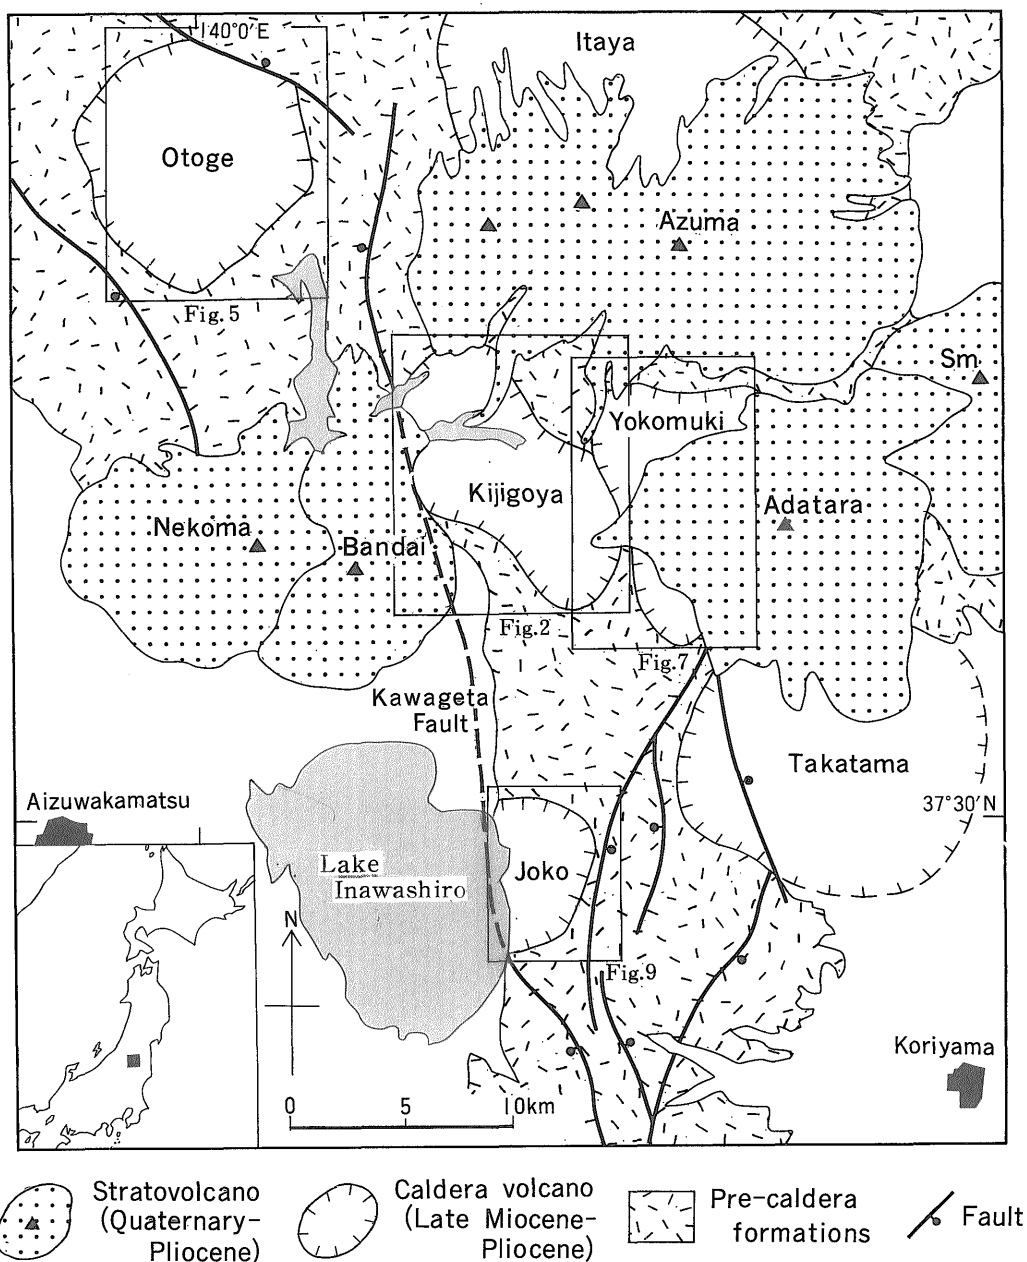 140°0′E
Itaya
Otoge
Azuma
Fig.5
Sm
Yokomuki
Kijigoya
Adatara
Nekoma
Bandai
Fig.2
Fig.7
Kawageta
Fault
Takatama
Aizuwakamatsu
37°30′N
Lake
Inawashiro
Joko
N
Fig.9
Koriyama
0 5 10km
Stratovolcano
(Quaternary-
Pliocene)
Caldera volcano
(Late Miocene-
Pliocene)
Pre-caldera
formations
Fault